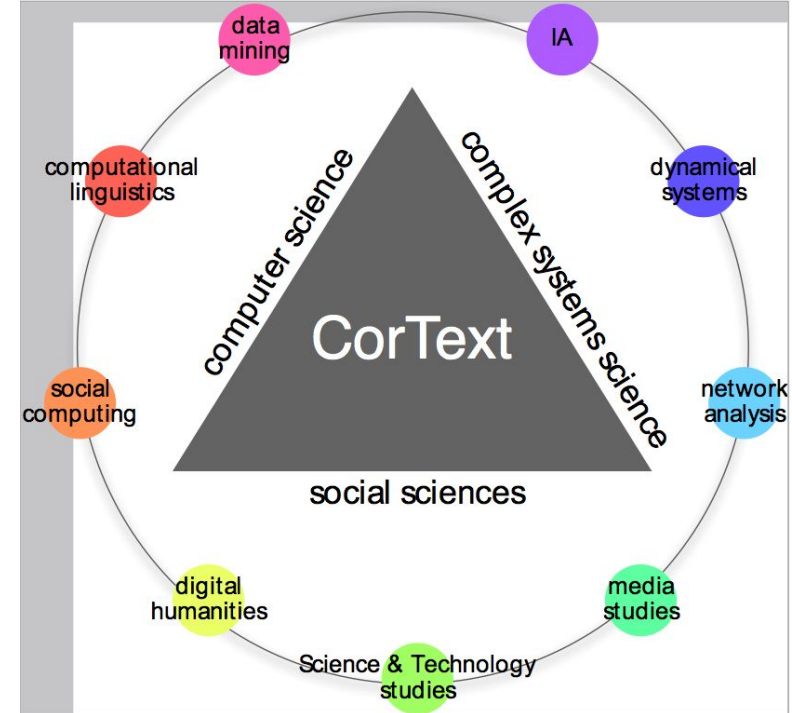 data
mining
IA
computational
linguistics
dynamical
systems
computer science
complex systems science
CorText
social
computing
network
analysis
social sciences
digital
humanities
media
studies
Science & Technology
studies